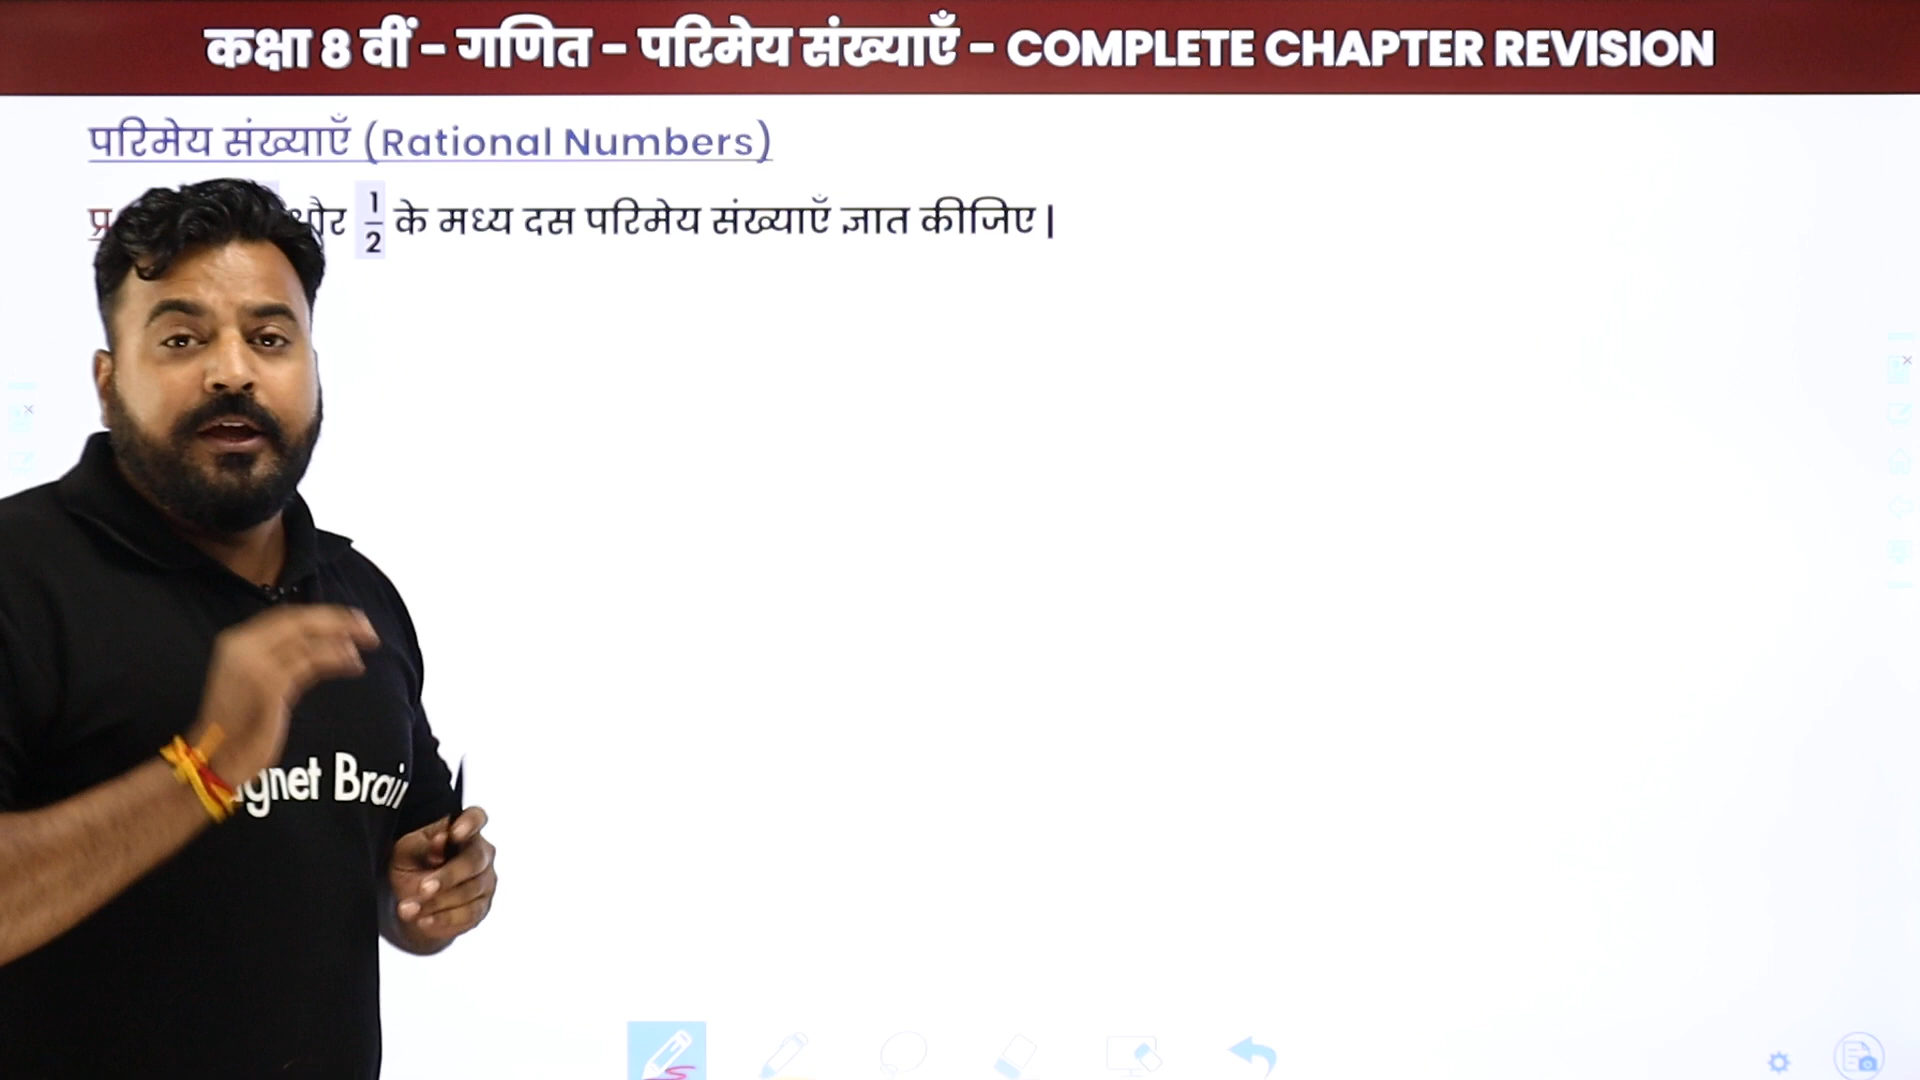 कक्षा 8 वीं - गणित - परिमेय संख्याएँ - COMPLETE CHAPTER REVISION
परिमेय संख्याएँ (Rational Numbers)
और 1/2 के मध्य दस परिमेय संख्याएँ ज्ञात कीजिए |